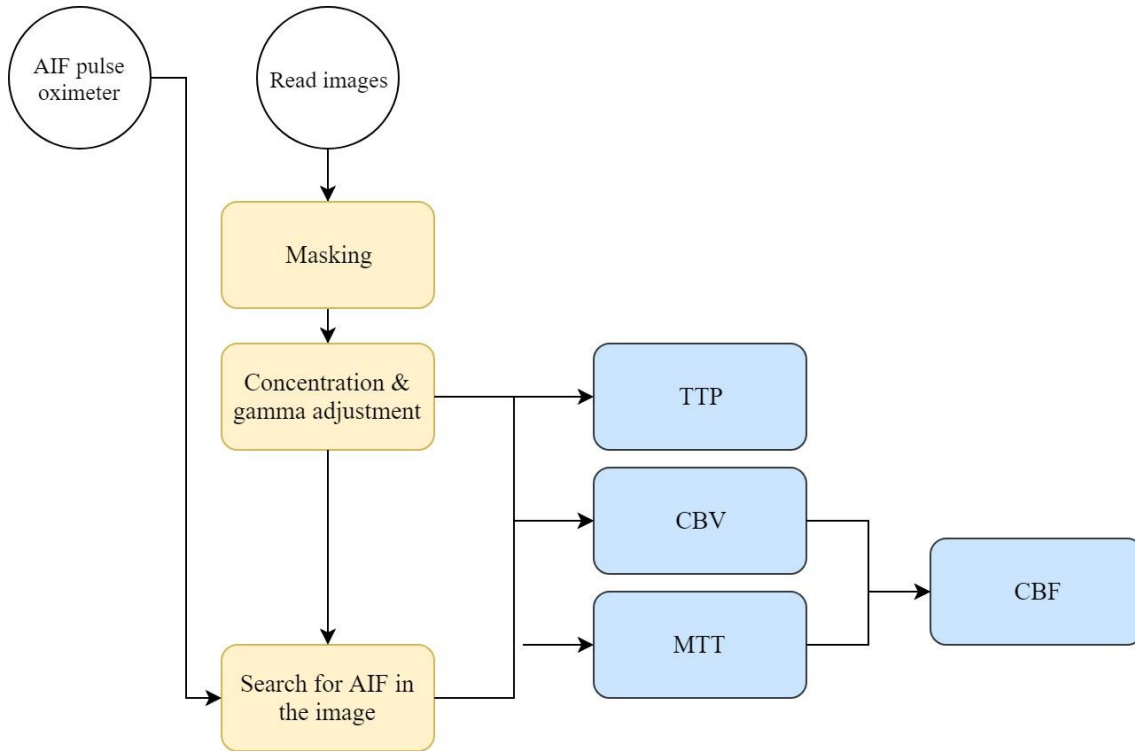 AIF pulse
oximeter
Read images
Masking
Concentration &
gamma adjustment
TTP
CBV
CBF
MTT
Search for AIF in
the image